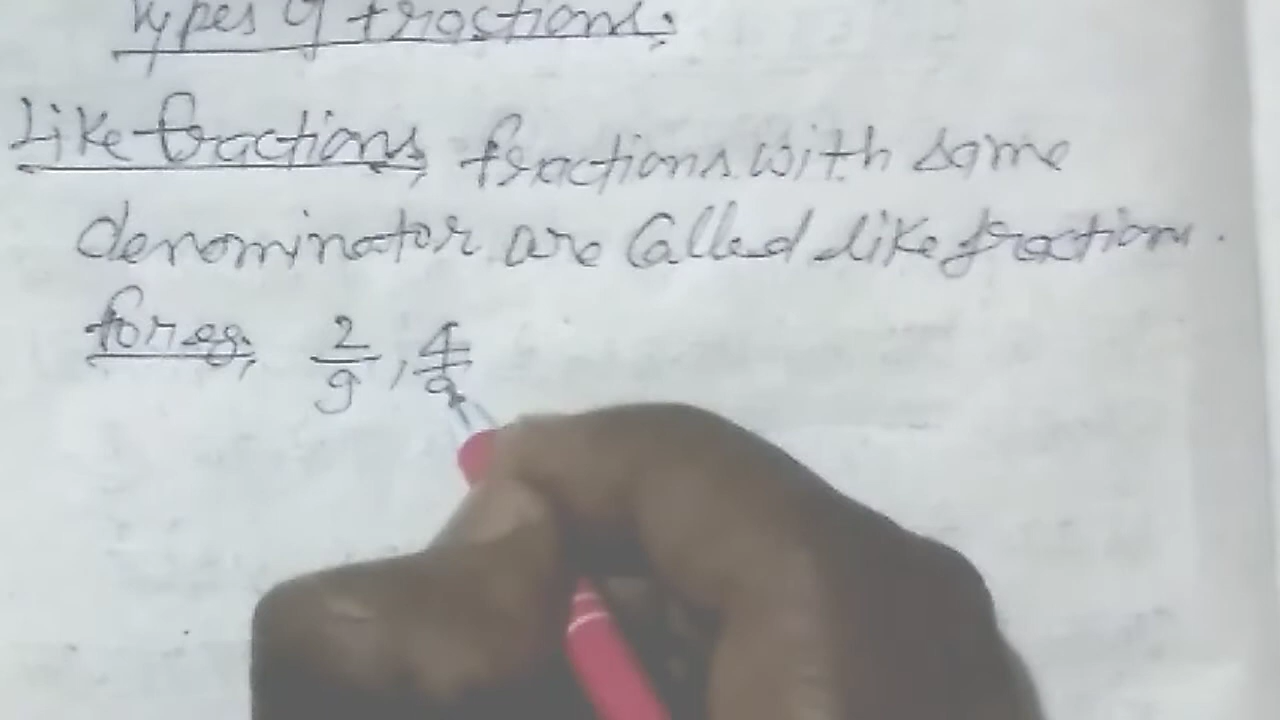 Types of fractions:
Like fractions, fractions with same
denominator are Called like fractions.
for eg, 2/9, 4/9